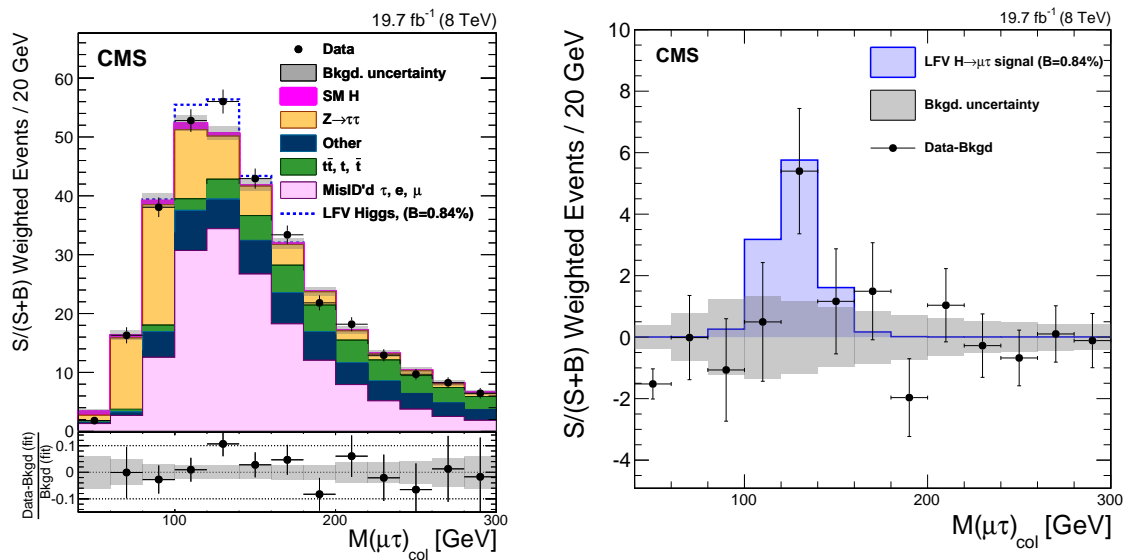 19.7 fb⁻¹ (8 TeV)
CMS
Data
Bkgd. uncertainty
SM H
Z→ττ
Other
tt̄, t, t̄
MisID'd τ, e, μ
LFV Higgs, (B=0.84%)
S/(S+B) Weighted Events / 20 GeV
60
50
40
30
20
10
0
Data-Bkgd (fit)
Bkgd (fit)
0.1
0
-0.1
100 200 300
M(μτ)col [GeV]
19.7 fb⁻¹ (8 TeV)
CMS
LFV H→μτ signal (B=0.84%)
Bkgd. uncertainty
Data-Bkgd
S/(S+B) Weighted Events / 20 GeV
10
8
6
4
2
0
-2
-4
100 200 300
M(μτ)col [GeV]